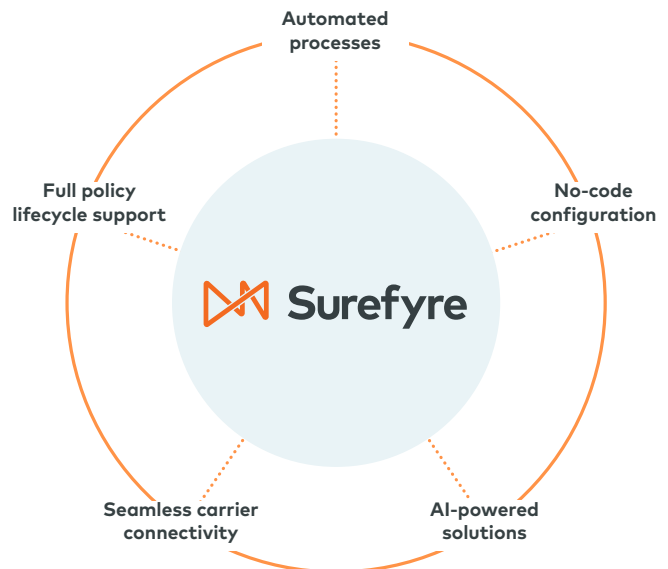 Automated
processes
Full policy
lifecycle support
No-code
configuration
Surefyre
Seamless carrier
connectivity
AI-powered
solutions